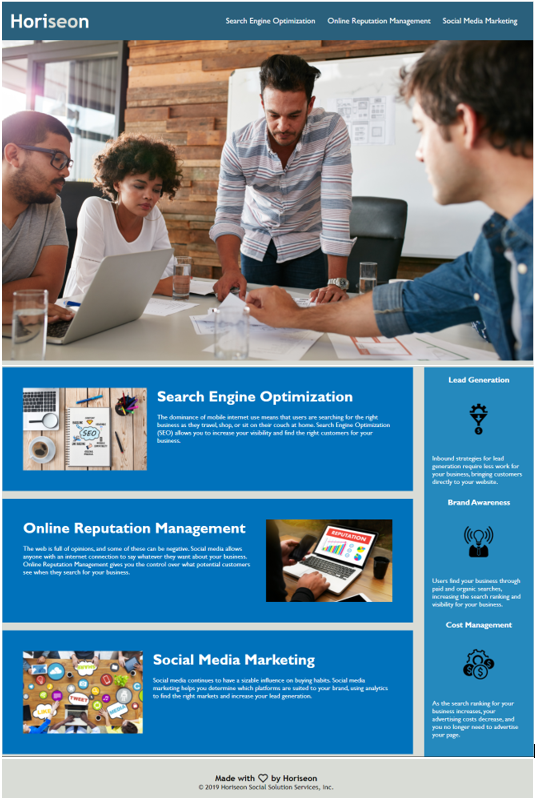 Horiseon
Search Engine Optimization
Online Reputation Management
Social Media Marketing
SEO
Search Engine Optimization
The dominance of mobile internet use means that users are searching for the right
business as they travel, shop, or sit on their couch at home. Search Engine Optimization
(SEO) allows you to increase your visibility and find the right customers for your
business.
Online Reputation Management
The web is full of opinions, and some of these can be negative. Social media allows
anyone with an internet connection to say whatever they want about your business.
Online Reputation Management gives you the control over what potential customers
see when they search for your business.
REPUTATION
TWEET
LIKE
MEDIA
Social Media Marketing
Social media continues to have a sizable influence on buying habits. Social media
marketing helps you determine which platforms are suited to your brand, using analytics
to find the right markets and increase your lead generation.
Lead Generation
Inbound strategies for lead
generation require less work for
your business, bringing customers
directly to your website.
Brand Awareness
Users find your business through
paid and organic searches,
increasing the search ranking and
visibility for your business.
Cost Management
As the search ranking for your
business increases, your
advertising costs decrease, and
you no longer need to advertise
your page.
Made with ♡ by Horiseon
© 2019 Horiseon Social Solution Services, Inc.